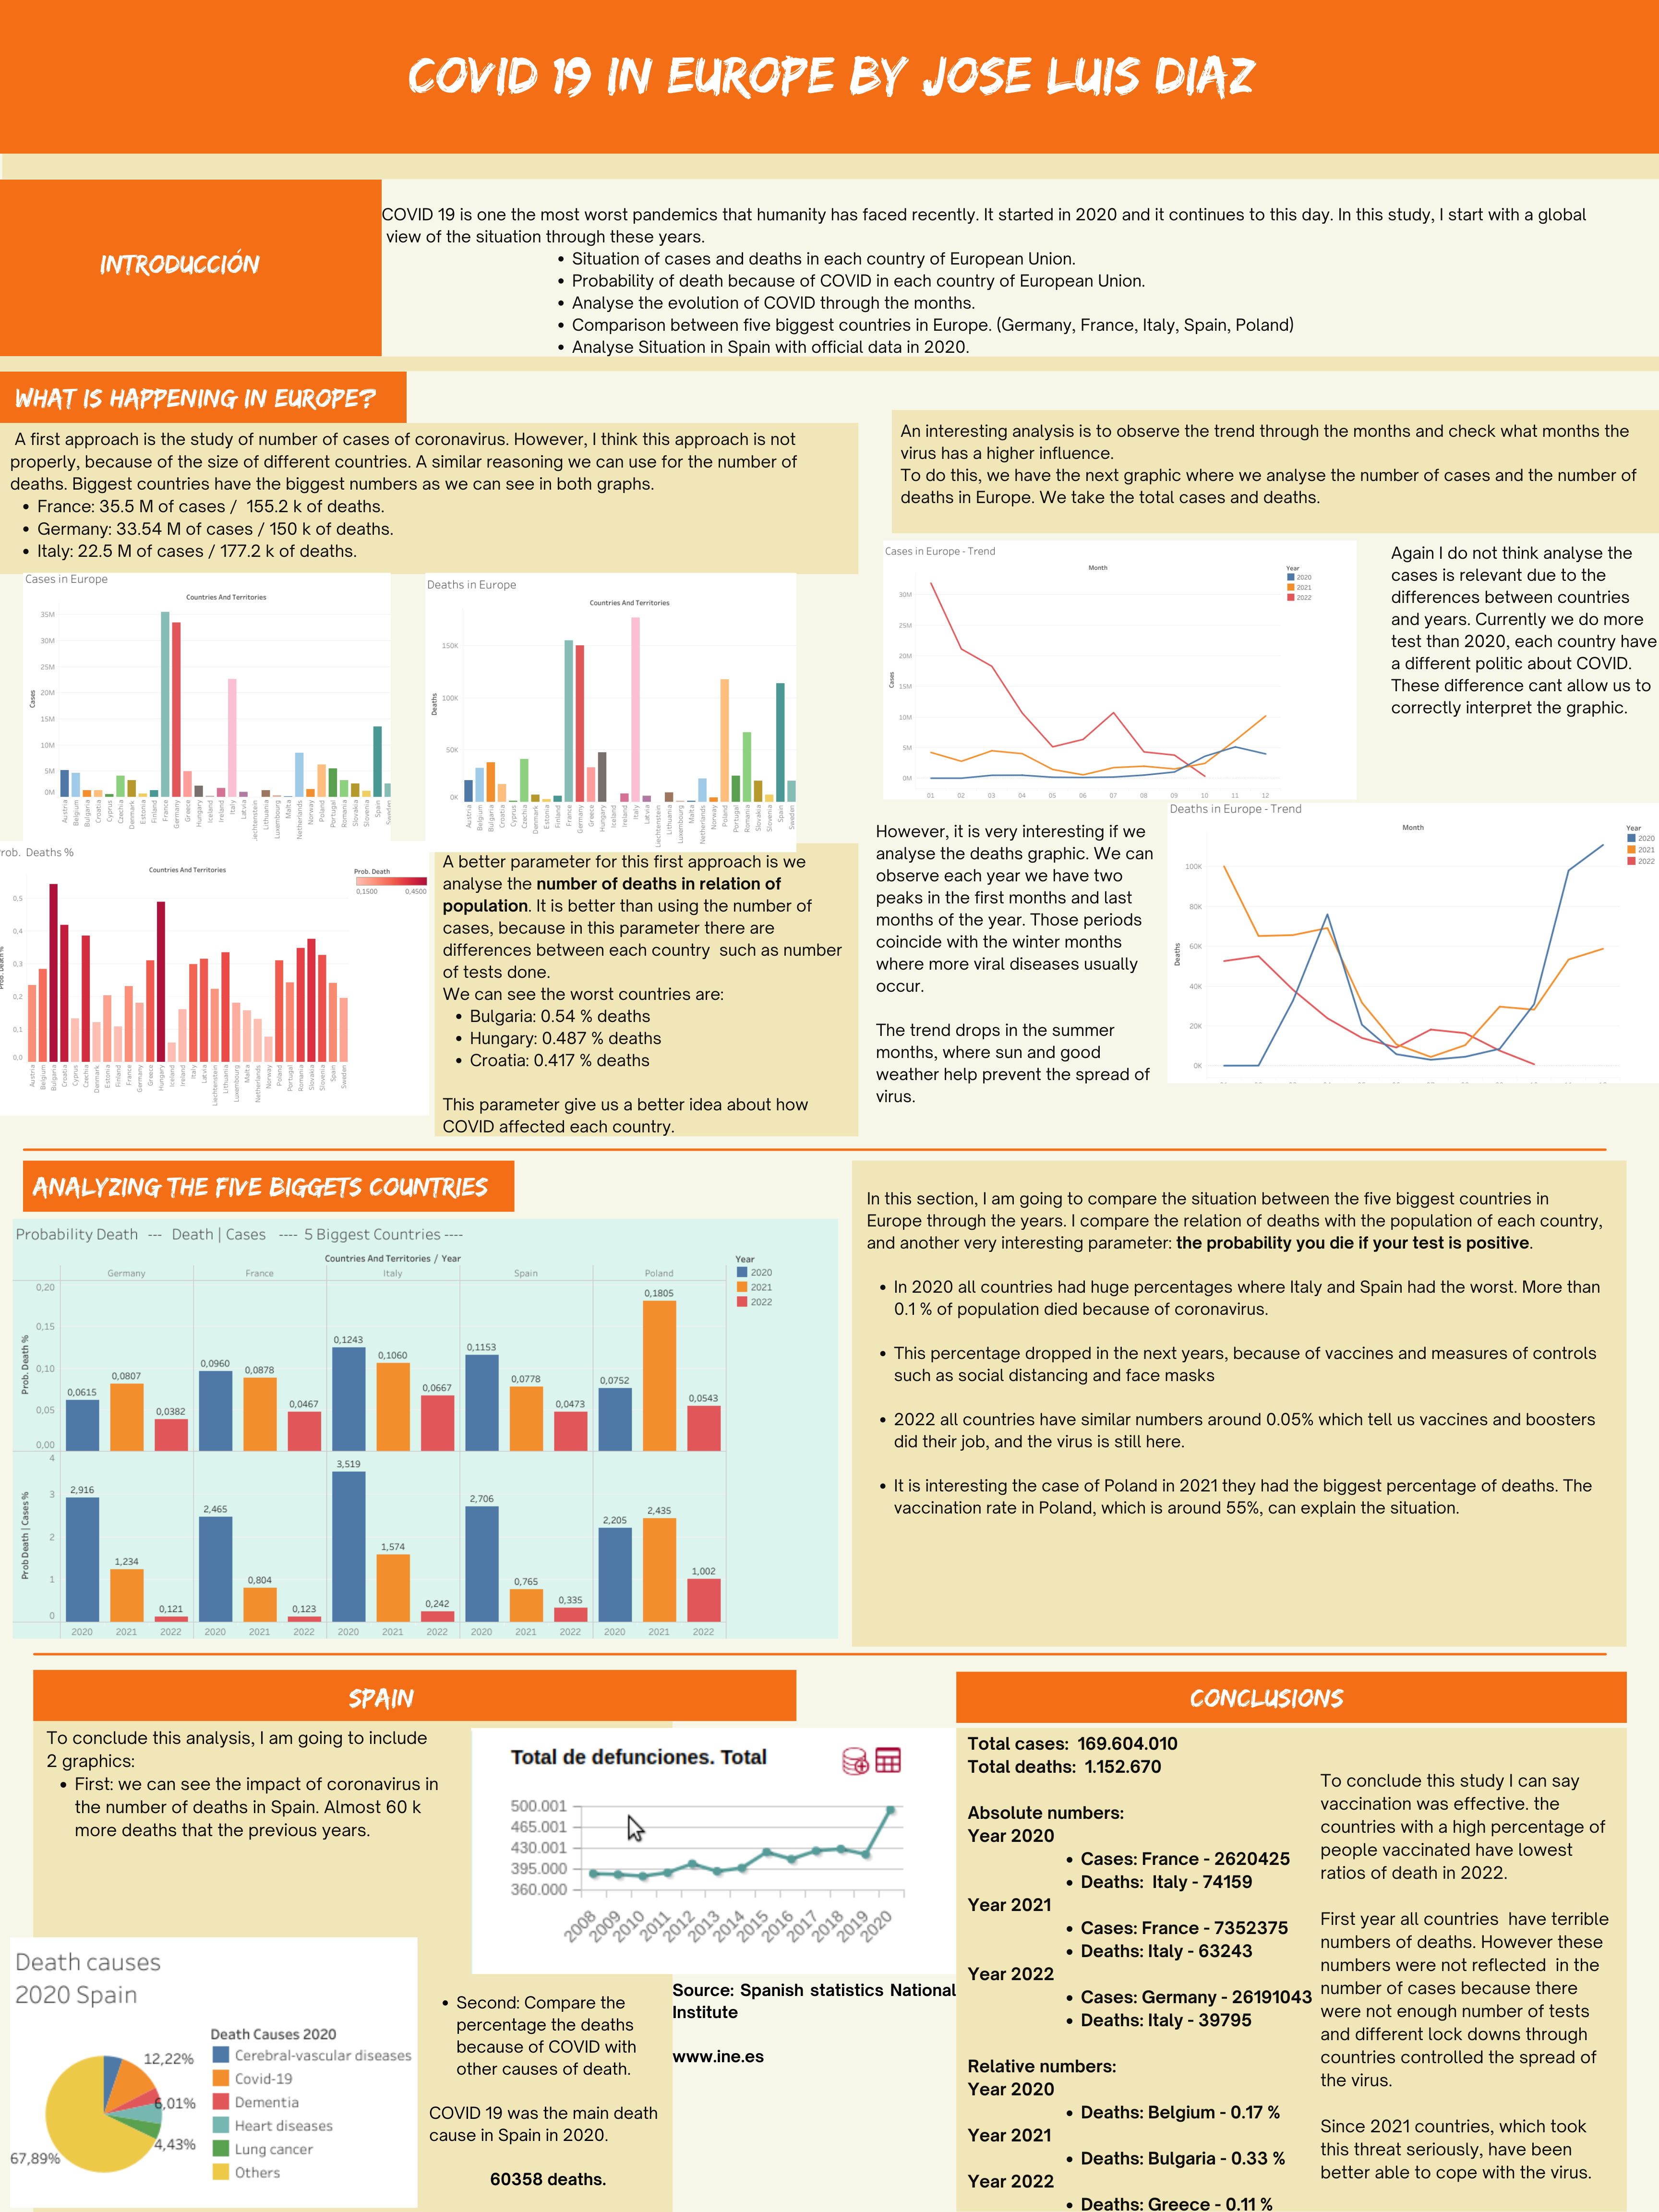 COVID 19 IN EUROPE BY JOSE LUIS DIAZ
INTRODUCCIÓN
COVID 19 is one the most worst pandemics that humanity has faced recently. It started in 2020 and it continues to this day. In this study, I start with a global
view of the situation through these years.
• Situation of cases and deaths in each country of European Union.
• Probability of death because of COVID in each country of European Union.
• Analyse the evolution of COVID through the months.
• Comparison between five biggest countries in Europe. (Germany, France, Italy, Spain, Poland)
• Analyse Situation in Spain with official data in 2020.
WHAT IS HAPPENING IN EUROPE?
A first approach is the study of number of cases of coronavirus. However, I think this approach is not
properly, because of the size of different countries. A similar reasoning we can use for the number of
deaths. Biggest countries have the biggest numbers as we can see in both graphs.
• France: 35.5 M of cases / 155.2 k of deaths.
• Germany: 33.54 M of cases / 150 k of deaths.
• Italy: 22.5 M of cases / 177.2 k of deaths.
Cases in Europe
Countries And Territories
Cases
35M
30M
25M
20M
15M
10M
5M
0M
Austria
Belgium
Bulgaria
Croatia
Cyprus
Czechia
Denmark
Estonia
Finland
France
Germany
Greece
Hungary
Iceland
Ireland
Italy
Latvia
Liechtenstein
Lithuania
Luxembourg
Malta
Netherlands
Norway
Poland
Portugal
Romania
Slovakia
Slovenia
Spain
Sweden
Deaths in Europe
Countries And Territories
Deaths
150K
100K
50K
0K
Austria
Belgium
Bulgaria
Croatia
Cyprus
Czechia
Denmark
Estonia
Finland
France
Germany
Greece
Hungary
Iceland
Ireland
Italy
Latvia
Liechtenstein
Lithuania
Luxembourg
Malta
Netherlands
Norway
Poland
Portugal
Romania
Slovakia
Slovenia
Spain
Sweden
rob. Deaths %
Countries And Territories
Prob. Death
0,1500
0,4500
Prob. Death %
0,5
0,4
0,3
0,2
0,1
0,0
Austria
Belgium
Bulgaria
Croatia
Cyprus
Czechia
Denmark
Estonia
Finland
France
Germany
Greece
Hungary
Iceland
Ireland
Italy
Latvia
Liechtenstein
Lithuania
Luxembourg
Malta
Netherlands
Norway
Poland
Portugal
Romania
Slovakia
Slovenia
Spain
Sweden
A better parameter for this first approach is we
analyse the number of deaths in relation of
population. It is better than using the number of
cases, because in this parameter there are
differences between each country such as number
of tests done.
We can see the worst countries are:
• Bulgaria: 0.54 % deaths
• Hungary: 0.487 % deaths
• Croatia: 0.417 % deaths
This parameter give us a better idea about how
COVID affected each country.
An interesting analysis is to observe the trend through the months and check what months the
virus has a higher influence.
To do this, we have the next graphic where we analyse the number of cases and the number of
deaths in Europe. We take the total cases and deaths.
Cases in Europe - Trend
Month
Year
2020
2021
2022
Cases
30M
25M
20M
15M
10M
5M
0M
01 02 03 04 05 06 07 08 09 10 11 12
Again I do not think analyse the
cases is relevant due to the
differences between countries
and years. Currently we do more
test than 2020, each country have
a different politic about COVID.
These difference cant allow us to
correctly interpret the graphic.
However, it is very interesting if we
analyse the deaths graphic. We can
observe each year we have two
peaks in the first months and last
months of the year. Those periods
coincide with the winter months
where more viral diseases usually
occur.
The trend drops in the summer
months, where sun and good
weather help prevent the spread of
virus.
Deaths in Europe - Trend
Month
Year
2020
2021
2022
Deaths
100K
80K
60K
40K
20K
0K
ANALYZING THE FIVE BIGGETS COUNTRIES
Probability Death --- Death | Cases ---- 5 Biggest Countries ----
Countries And Territories / Year
Germany France Italy Spain Poland
Year
2020
2021
2022
Prob. Death %
0,20
0,15
0,10
0,05
0,00
0,0615 0,0807 0,0382
0,0960 0,0878 0,0467
0,1243 0,1060 0,0667
0,1153 0,0778 0,0473
0,0752 0,1805 0,0543
Prob Death | Cases %
4
3
2
1
0
2,916 1,234 0,121
2,465 0,804 0,123
3,519 1,574 0,242
2,706 0,765 0,335
2,205 2,435 1,002
2020 2021 2022 2020 2021 2022 2020 2021 2022 2020 2021 2022 2020 2021 2022
In this section, I am going to compare the situation between the five biggest countries in
Europe through the years. I compare the relation of deaths with the population of each country,
and another very interesting parameter: the probability you die if your test is positive.
• In 2020 all countries had huge percentages where Italy and Spain had the worst. More than
0.1 % of population died because of coronavirus.
• This percentage dropped in the next years, because of vaccines and measures of controls
such as social distancing and face masks
• 2022 all countries have similar numbers around 0.05% which tell us vaccines and boosters
did their job, and the virus is still here.
• It is interesting the case of Poland in 2021 they had the biggest percentage of deaths. The
vaccination rate in Poland, which is around 55%, can explain the situation.
SPAIN
To conclude this analysis, I am going to include
2 graphics:
• First: we can see the impact of coronavirus in
the number of deaths in Spain. Almost 60 k
more deaths that the previous years.
Total de defunciones. Total
500.001
465.001
430.001
395.000
360.000
2008 2009 2010 2011 2012 2013 2014 2015 2016 2017 2018 2019 2020
Death causes
2020 Spain
Death Causes 2020
Cerebral-vascular diseases
Covid-19
Dementia
Heart diseases
Lung cancer
Others
12,22%
6,01%
4,43%
67,89%
• Second: Compare the
percentage the deaths
because of COVID with
other causes of death.
COVID 19 was the main death
cause in Spain in 2020.
60358 deaths.
Source: Spanish statistics National
Institute
www.ine.es
CONCLUSIONS
Total cases: 169.604.010
Total deaths: 1.152.670
Absolute numbers:
Year 2020
• Cases: France - 2620425
• Deaths: Italy - 74159
Year 2021
• Cases: France - 7352375
• Deaths: Italy - 63243
Year 2022
• Cases: Germany - 26191043
• Deaths: Italy - 39795
Relative numbers:
Year 2020
• Deaths: Belgium - 0.17 %
Year 2021
• Deaths: Bulgaria - 0.33 %
Year 2022
• Deaths: Greece - 0.11 %
To conclude this study I can say
vaccination was effective. the
countries with a high percentage of
people vaccinated have lowest
ratios of death in 2022.
First year all countries have terrible
numbers of deaths. However these
numbers were not reflected in the
number of cases because there
were not enough number of tests
and different lock downs through
countries controlled the spread of
the virus.
Since 2021 countries, which took
this threat seriously, have been
better able to cope with the virus.